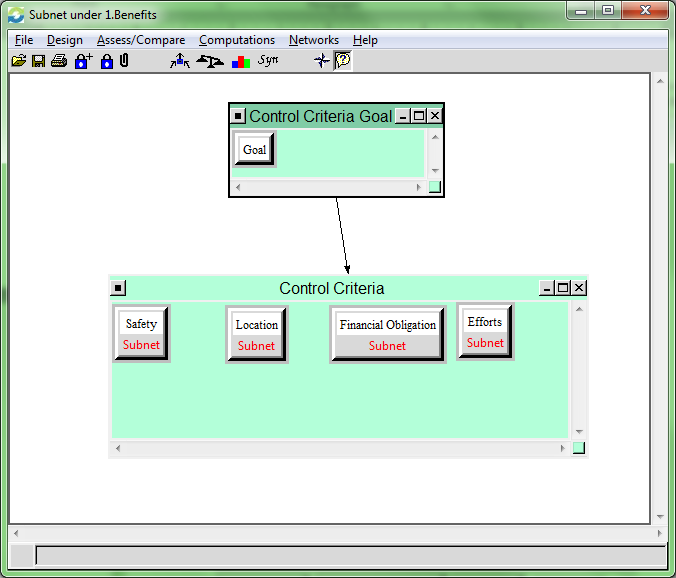 Subnet under 1.Benefits
File Design Assess/Compare Computations Networks Help
Syn
Control Criteria Goal
Goal
Control Criteria
Safety Location Financial Obligation Efforts
Subnet Subnet Subnet Subnet